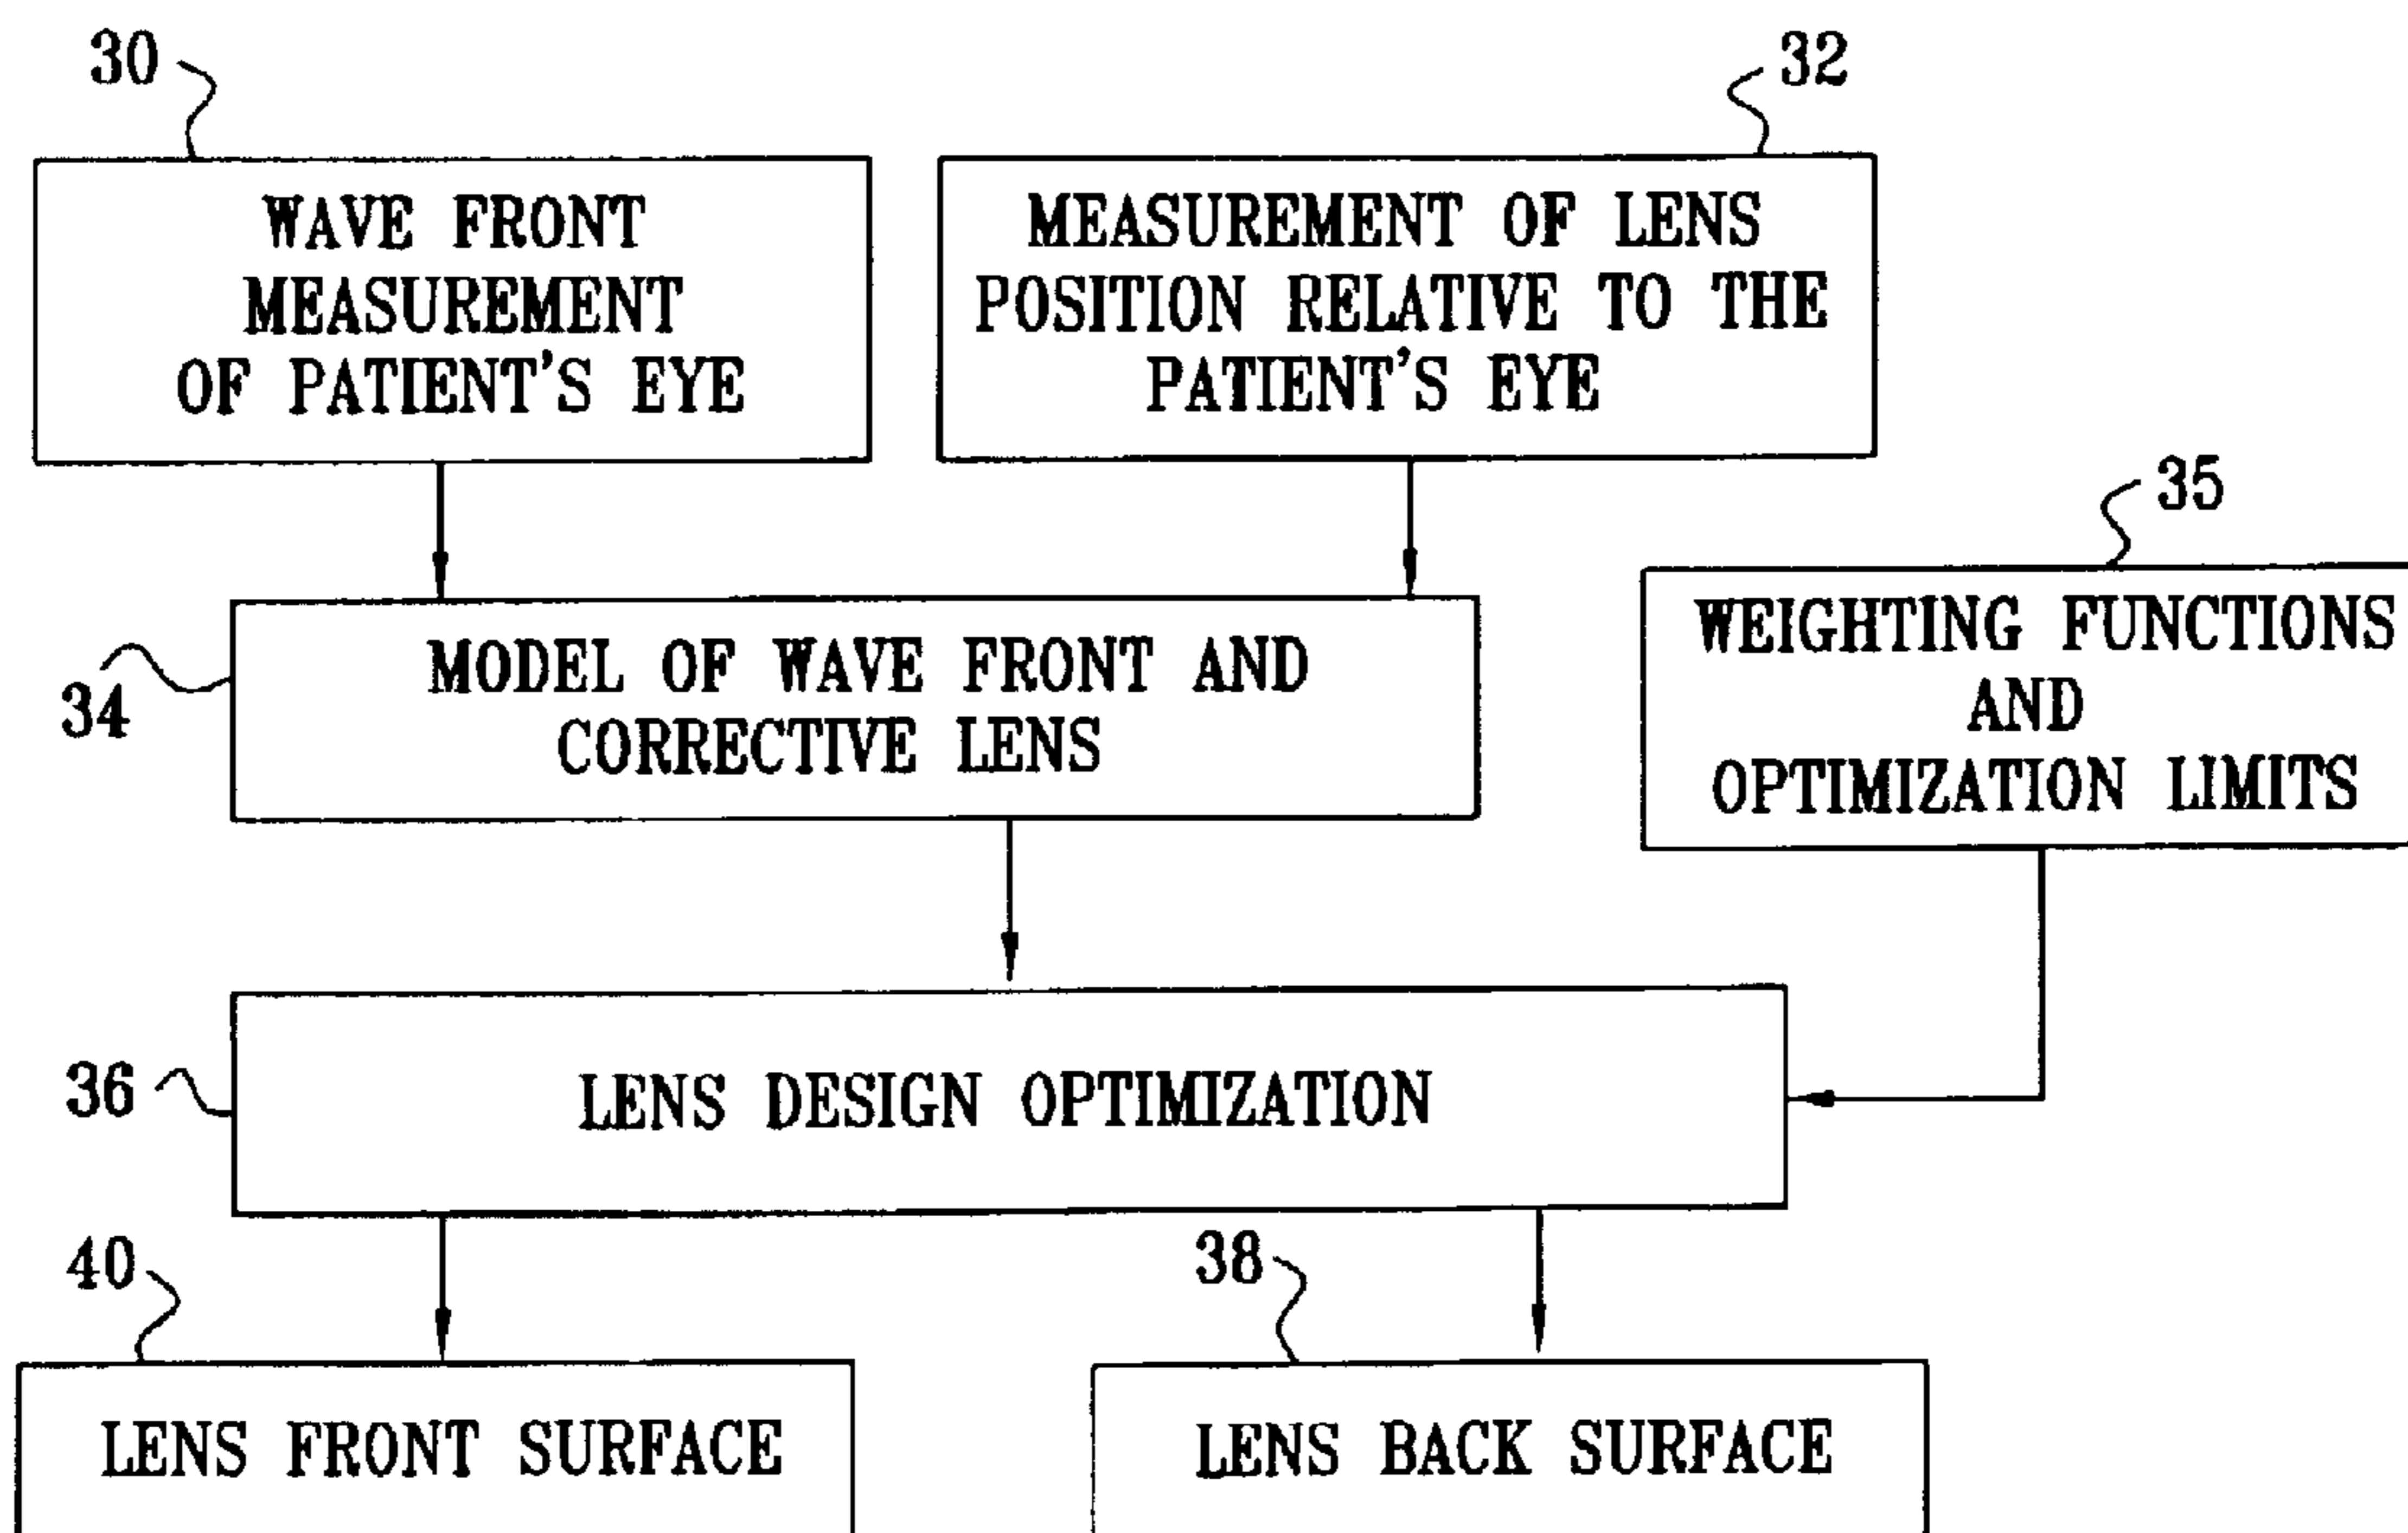 30
32
WAVE FRONT
MEASUREMENT
OF PATIENT'S EYE
MEASUREMENT OF LENS
POSITION RELATIVE TO THE
PATIENT'S EYE
35
34
MODEL OF WAVE FRONT AND
CORRECTIVE LENS
WEIGHTING FUNCTIONS
AND
OPTIMIZATION LIMITS
36
LENS DESIGN OPTIMIZATION
40
38
LENS FRONT SURFACE
LENS BACK SURFACE